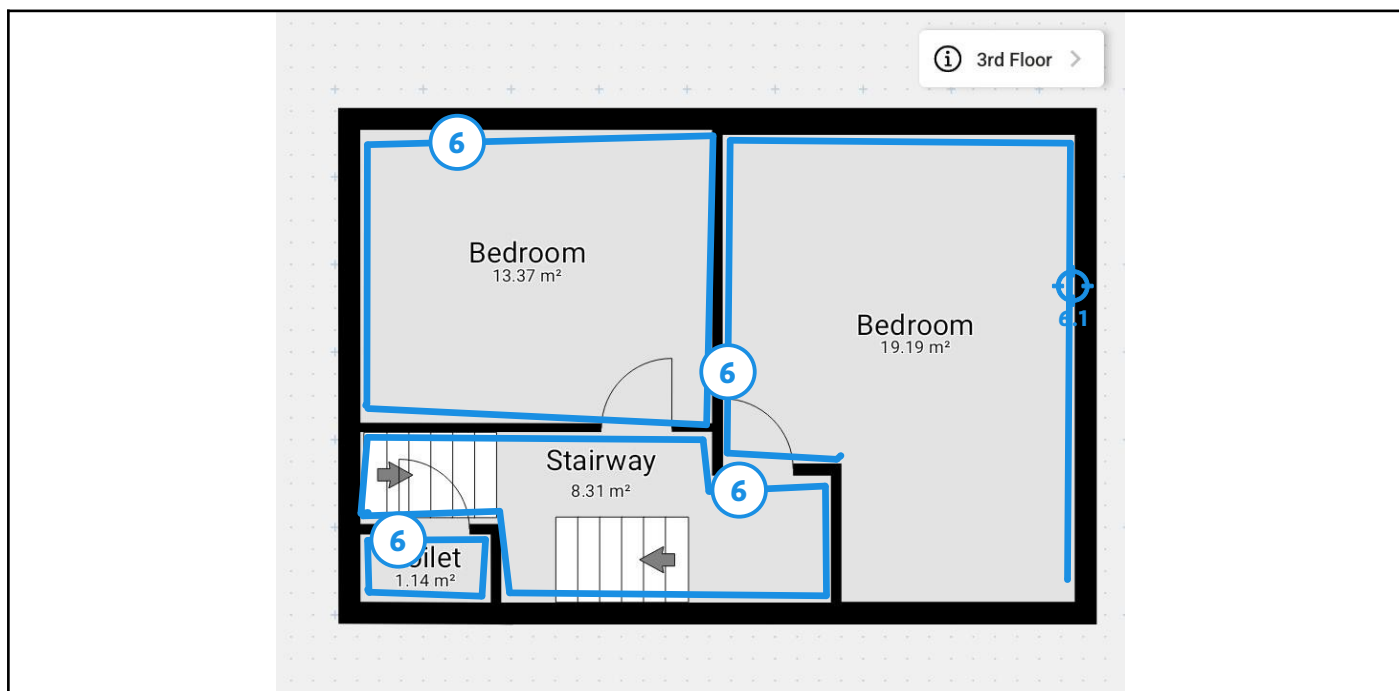 3rd Floor
6
Bedroom
13.37 m²
6.1
Bedroom
19.19 m²
6
Stairway
8.31 m²
6
6
1.14 m²